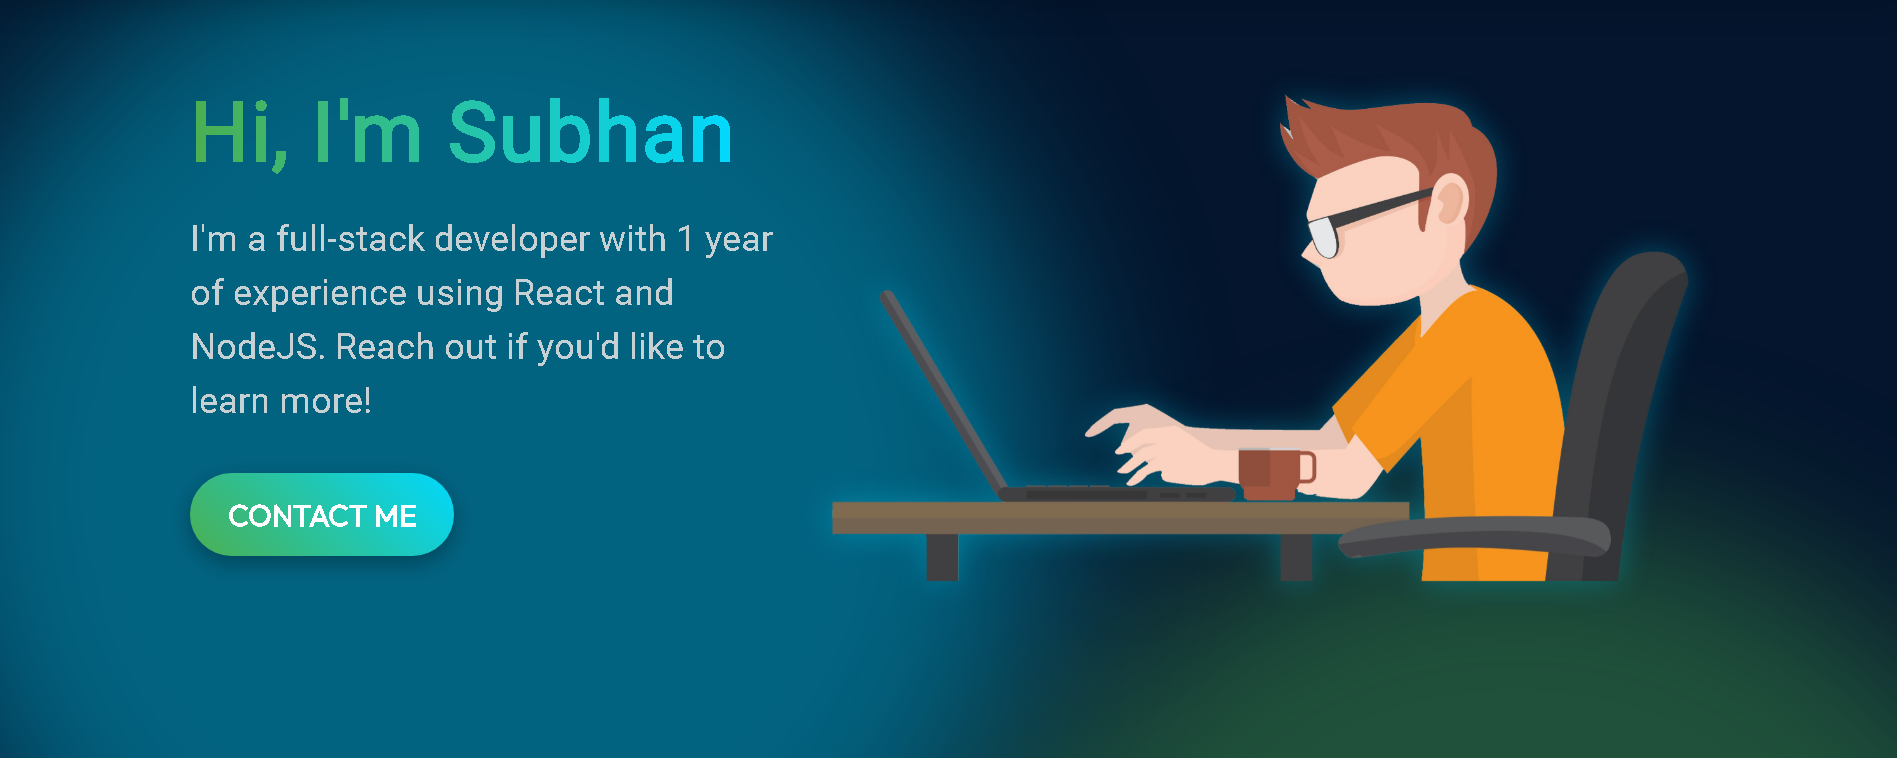 Hi, I'm Subhan
I'm a full-stack developer with 1 year
of experience using React and
NodeJS. Reach out if you'd like to
learn more!
CONTACT ME